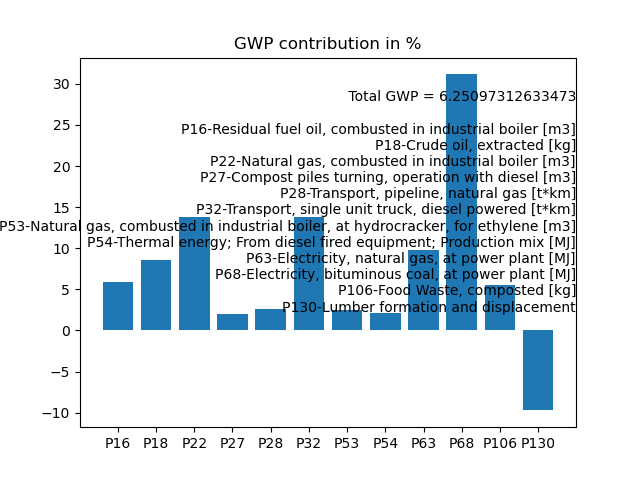 GWP contribution in %
30
25
20
15
10
5
0
−5
−10
Total GWP = 6.25097312633473
P16-Residual fuel oil, combusted in industrial boiler [m3]
P18-Crude oil, extracted [kg]
P22-Natural gas, combusted in industrial boiler [m3]
P27-Compost piles turning, operation with diesel [m3]
P28-Transport, pipeline, natural gas [t*km]
P32-Transport, single unit truck, diesel powered [t*km]
P53-Natural gas, combusted in industrial boiler, at hydrocracker, for ethylene [m3]
P54-Thermal energy; From diesel fired equipment; Production mix [MJ]
P63-Electricity, natural gas, at power plant [MJ]
P68-Electricity, bituminous coal, at power plant [MJ]
P106-Food Waste, composted [kg]
P130-Lumber formation and displacement
P16 P18 P22 P27 P28 P32 P53 P54 P63 P68 P106 P130